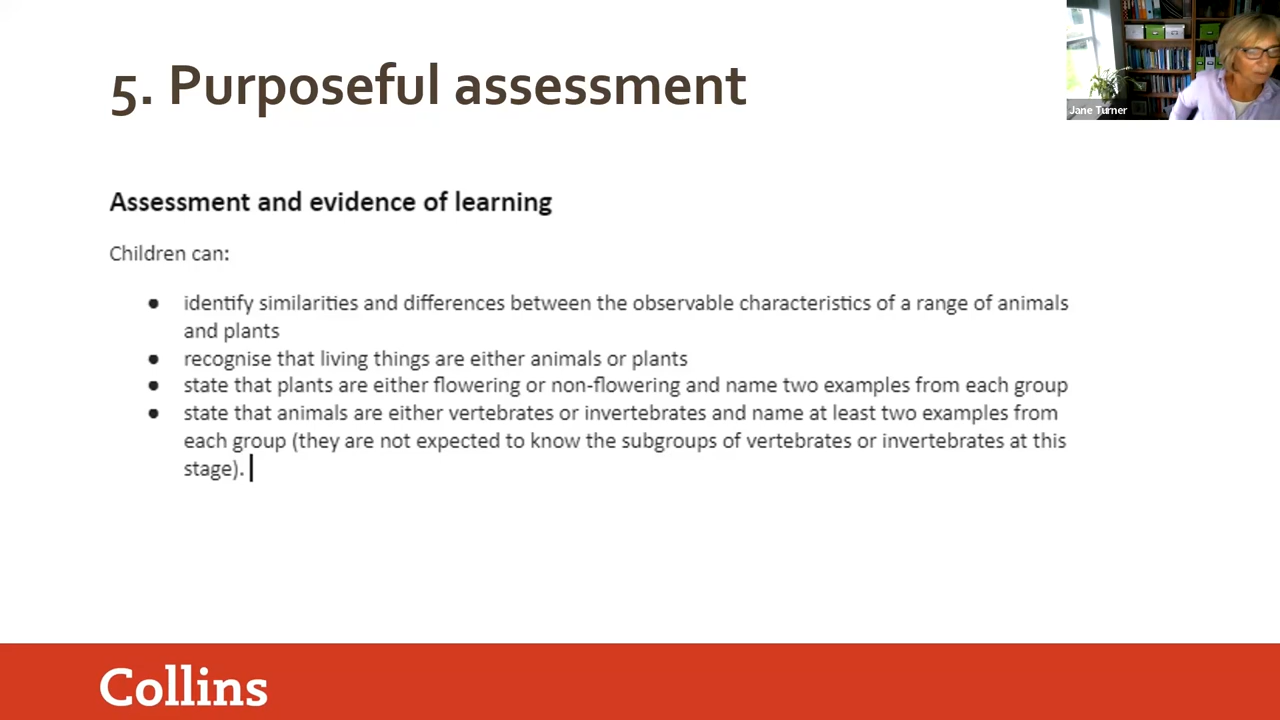 5. Purposeful assessment
Jane Turner
Assessment and evidence of learning
Children can:
● identify similarities and differences between the observable characteristics of a range of animals
and plants
● recognise that living things are either animals or plants
● state that plants are either flowering or non-flowering and name two examples from each group
● state that animals are either vertebrates or invertebrates and name at least two examples from
each group (they are not expected to know the subgroups of vertebrates or invertebrates at this
stage).
Collins